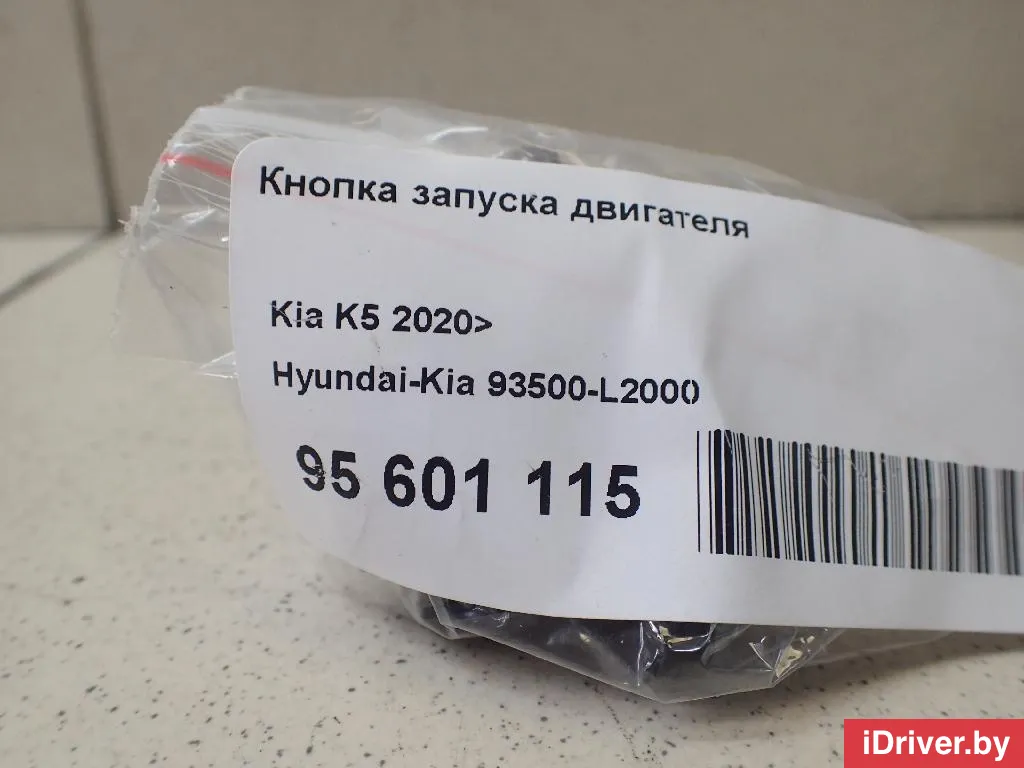 Кнопка запуска двигателя
Kia K5 2020>
Hyundai-Kia 93500-L2000
95 601 115
iDriver.by